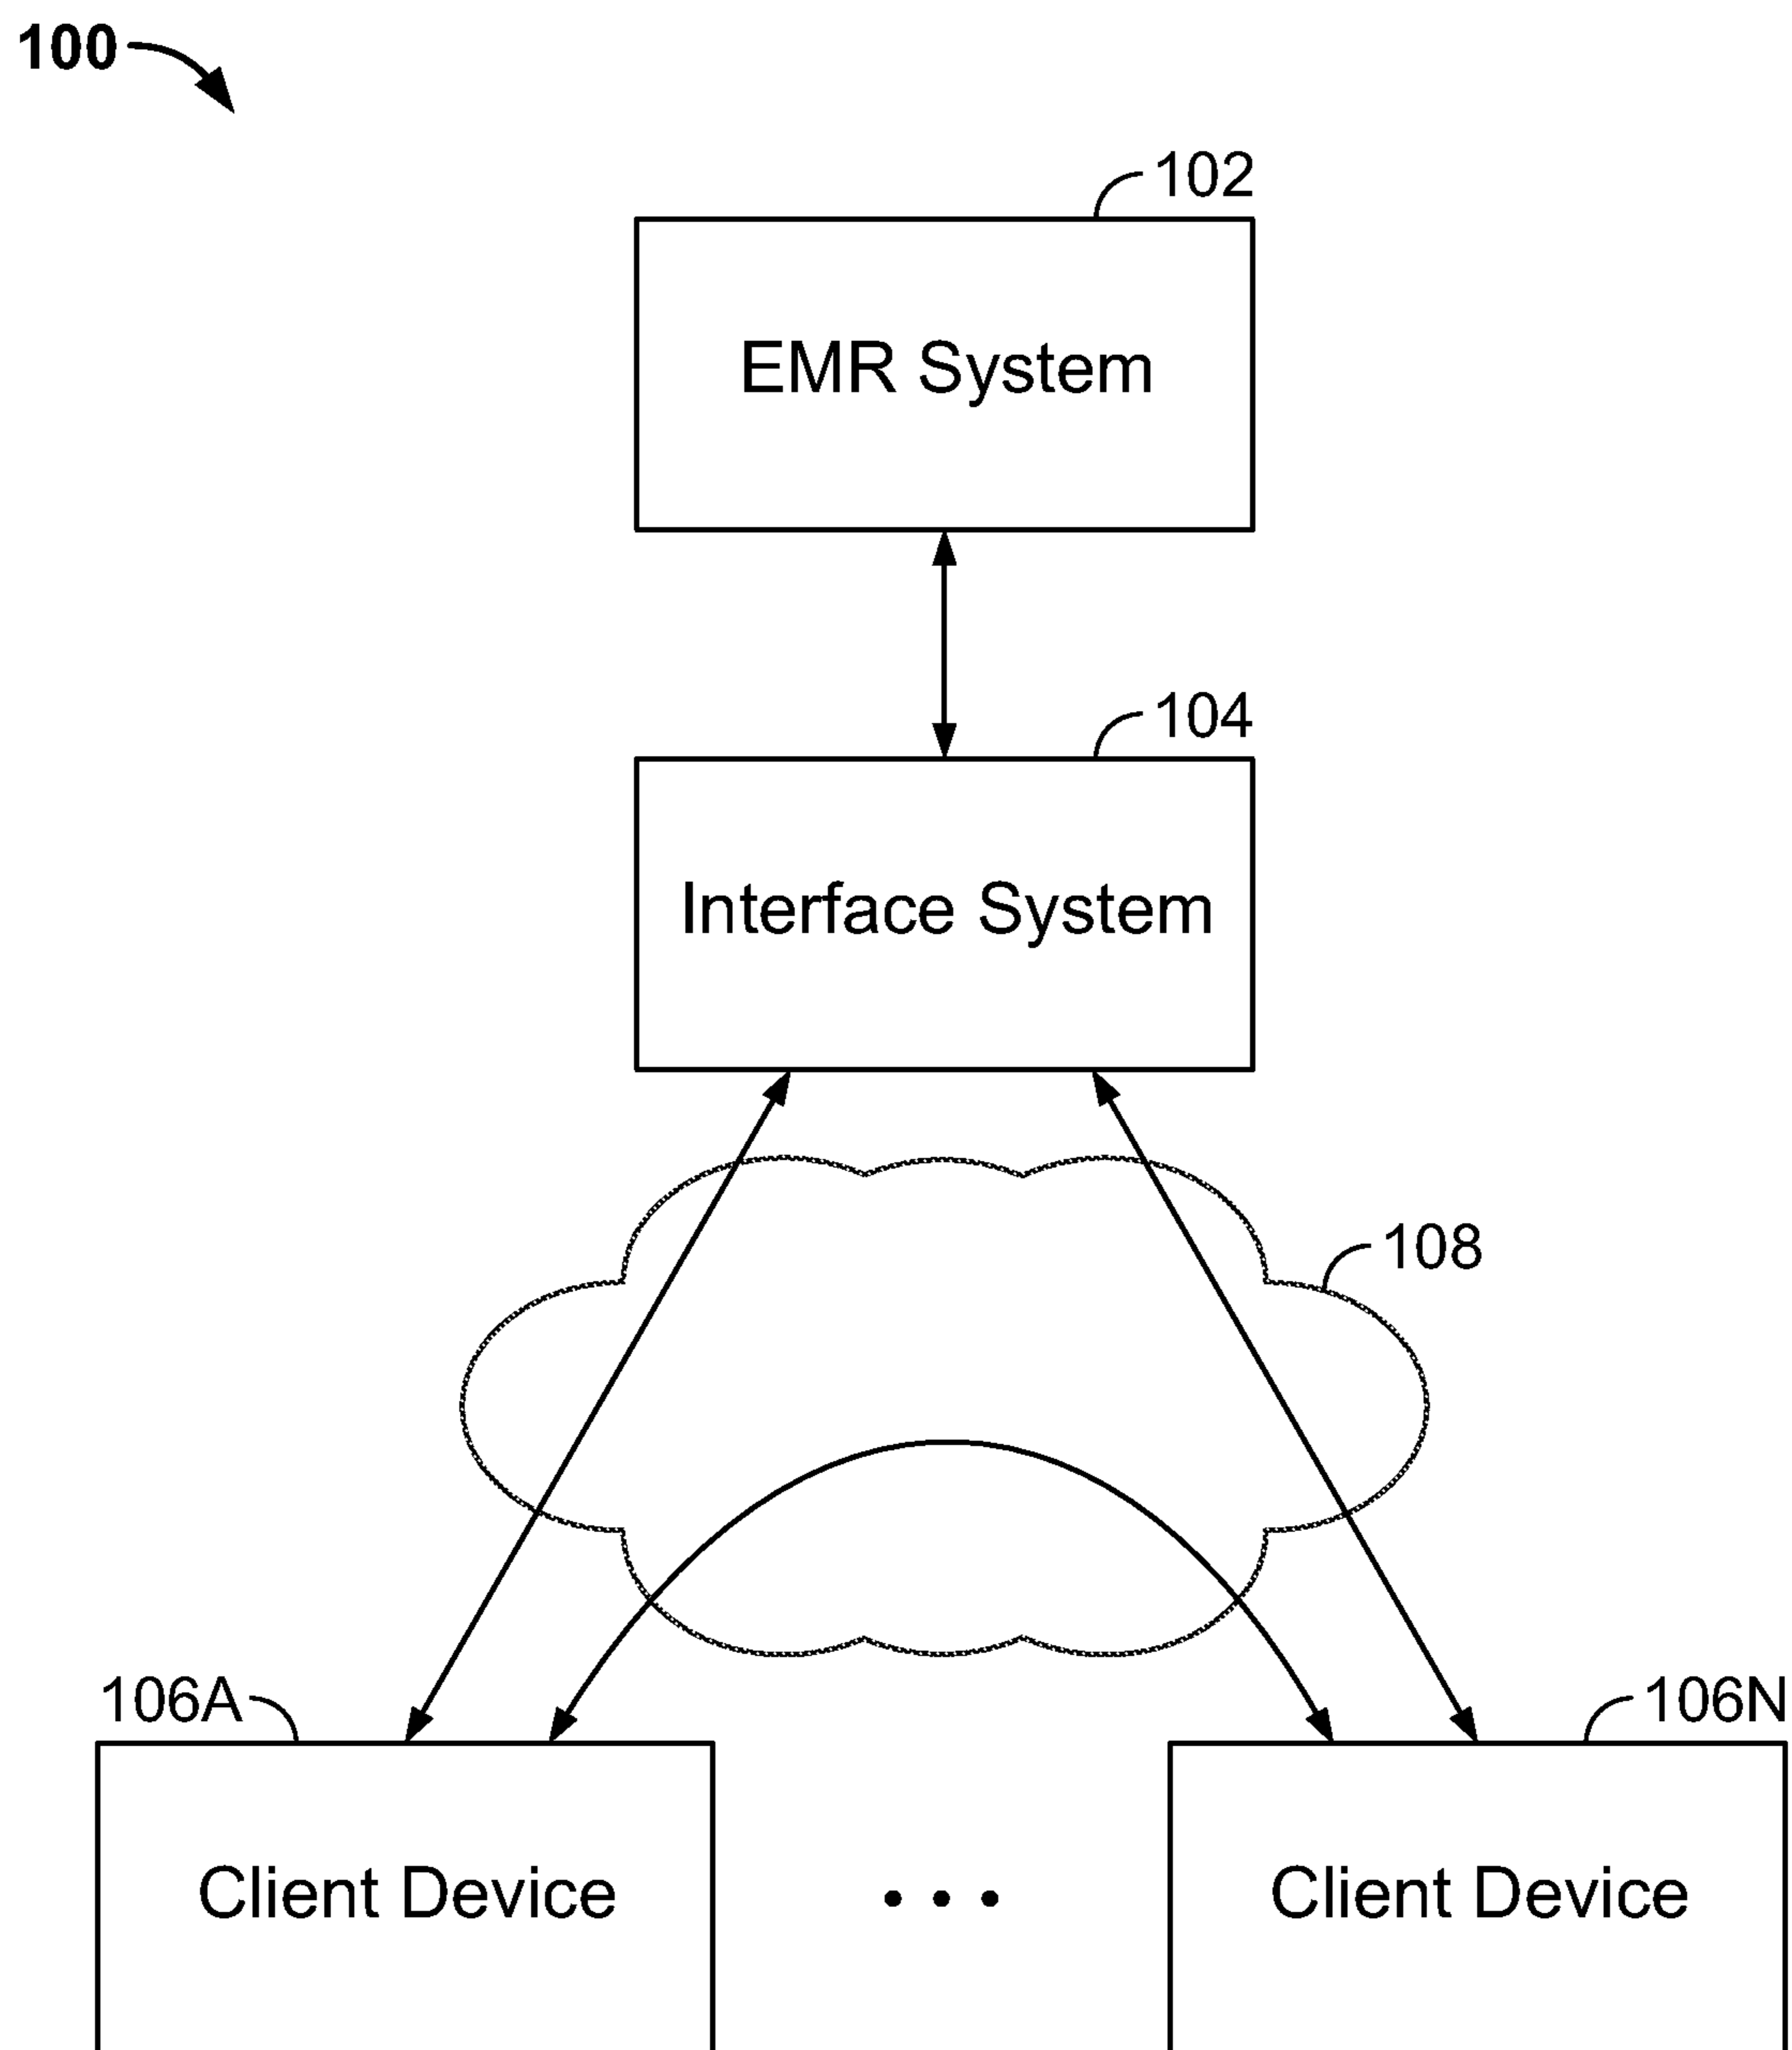 100
102
EMR System
104
Interface System
108
106A
106N
Client Device
Client Device